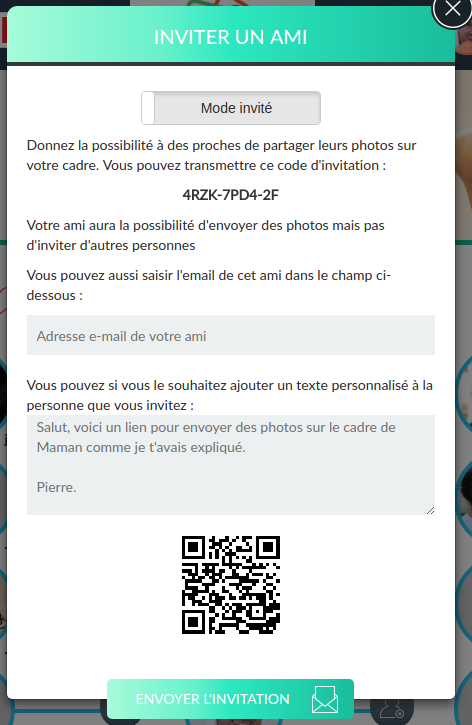 INVITER UN AMI
Mode invité
Donnez la possibilité à des proches de partager leurs photos sur
votre cadre. Vous pouvez transmettre ce code d'invitation :
4RZK-7PD4-2F
Votre ami aura la possibilité d'envoyer des photos mais pas
d'inviter d'autres personnes
Vous pouvez aussi saisir l'email de cet ami dans le champ ci-
dessous :
Adresse e-mail de votre ami
Vous pouvez si vous le souhaitez ajouter un texte personnalisé à la
personne que vous invitez :
Salut, voici un lien pour envoyer des photos sur le cadre de
Maman comme je t'avais expliqué.
Pierre.
ENVOYER L'INVITATION